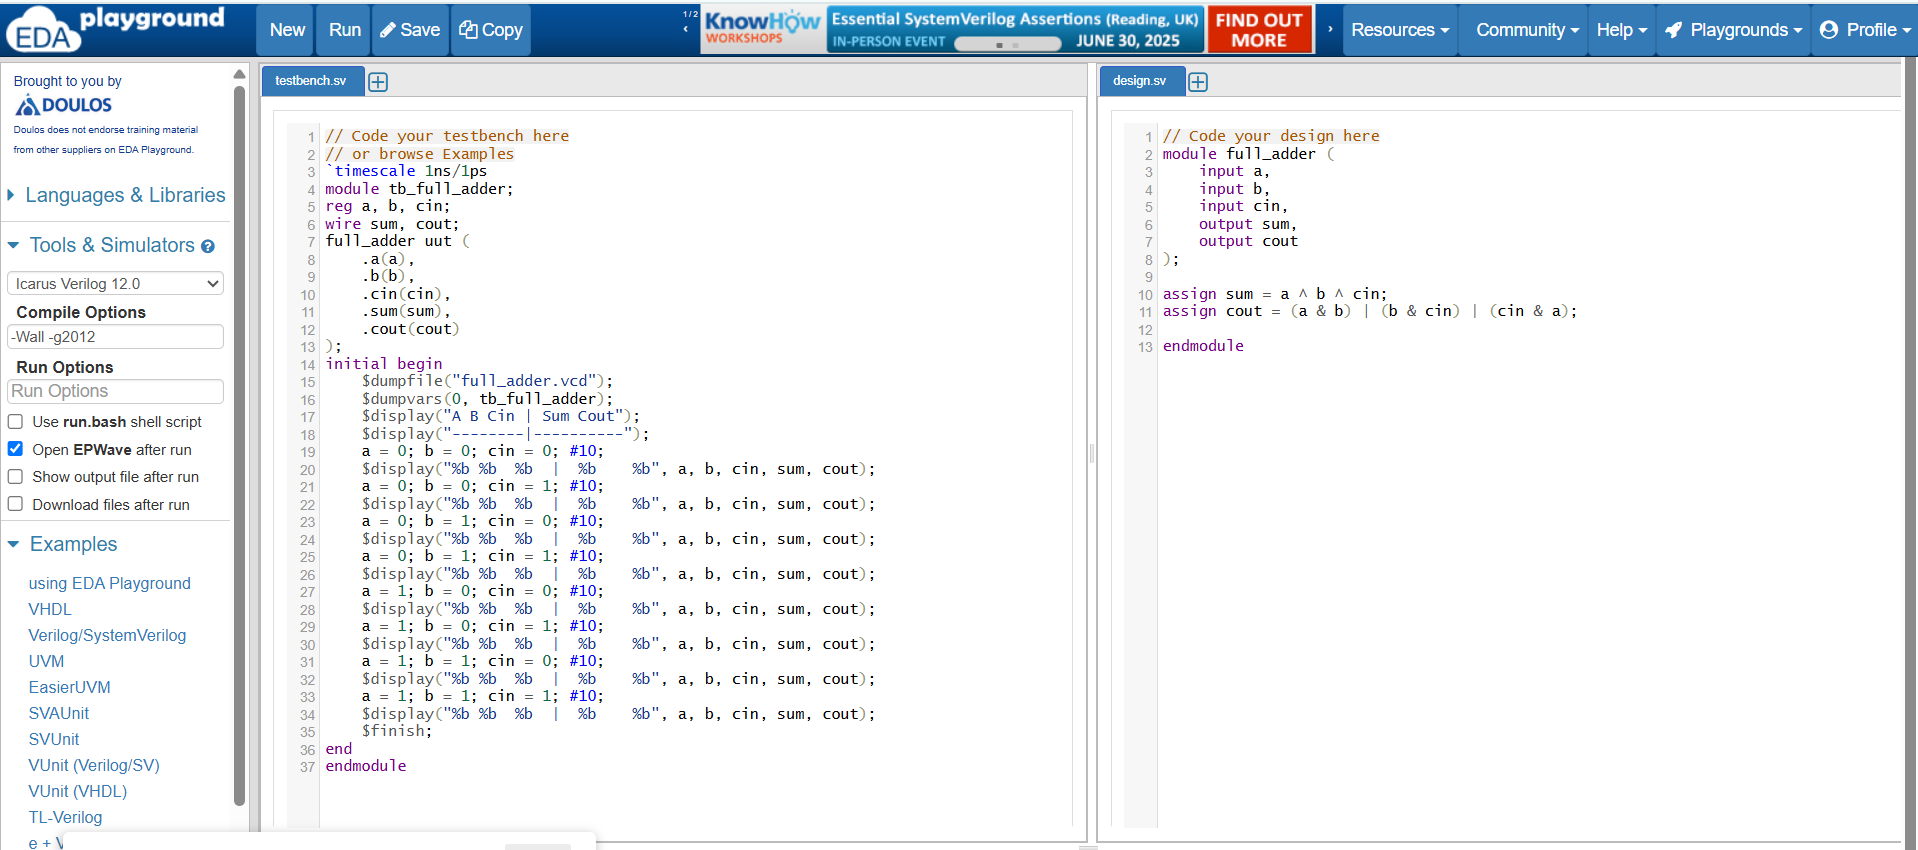 EDA playground
New
Run
Save
Copy
1/2
KNOWHOW WORKSHOPS
Essential SystemVerilog Assertions (Reading, UK)
IN-PERSON EVENT
JUNE 30, 2025
FIND OUT MORE
Resources
Community
Help
Playgrounds
Profile
Brought to you by
DOULOS
Doulos does not endorse training material
from other suppliers on EDA Playground.
Languages & Libraries
Tools & Simulators
Icarus Verilog 12.0
Compile Options
-Wall -g2012
Run Options
Run Options
Use run.bash shell script
Open EPWave after run
Show output file after run
Download files after run
Examples
using EDA Playground
VHDL
Verilog/SystemVerilog
UVM
EasierUVM
SVAUnit
SVUnit
VUnit (Verilog/SV)
VUnit (VHDL)
TL-Verilog
e +
testbench.sv
1 // Code your testbench here
2 // or browse Examples
3 `timescale 1ns/1ps
4 module tb_full_adder;
5 reg a, b, cin;
6 wire sum, cout;
7 full_adder uut (
8     .a(a),
9     .b(b),
10     .cin(cin),
11     .sum(sum),
12     .cout(cout)
13 );
14 initial begin
15     $dumpfile("full_adder.vcd");
16     $dumpvars(0, tb_full_adder);
17     $display("A B Cin | Sum Cout");
18     $display("--------|----------");
19     a = 0; b = 0; cin = 0; #10;
20     $display("%b %b  %b  |  %b    %b", a, b, cin, sum, cout);
21     a = 0; b = 0; cin = 1; #10;
22     $display("%b %b  %b  |  %b    %b", a, b, cin, sum, cout);
23     a = 0; b = 1; cin = 0; #10;
24     $display("%b %b  %b  |  %b    %b", a, b, cin, sum, cout);
25     a = 0; b = 1; cin = 1; #10;
26     $display("%b %b  %b  |  %b    %b", a, b, cin, sum, cout);
27     a = 1; b = 0; cin = 0; #10;
28     $display("%b %b  %b  |  %b    %b", a, b, cin, sum, cout);
29     a = 1; b = 0; cin = 1; #10;
30     $display("%b %b  %b  |  %b    %b", a, b, cin, sum, cout);
31     a = 1; b = 1; cin = 0; #10;
32     $display("%b %b  %b  |  %b    %b", a, b, cin, sum, cout);
33     a = 1; b = 1; cin = 1; #10;
34     $display("%b %b  %b  |  %b    %b", a, b, cin, sum, cout);
35     $finish;
36 end
37 endmodule
design.sv
1 // Code your design here
2 module full_adder (
3     input a,
4     input b,
5     input cin,
6     output sum,
7     output cout
8 );
9
10 assign sum = a ^ b ^ cin;
11 assign cout = (a & b) | (b & cin) | (cin & a);
12
13 endmodule